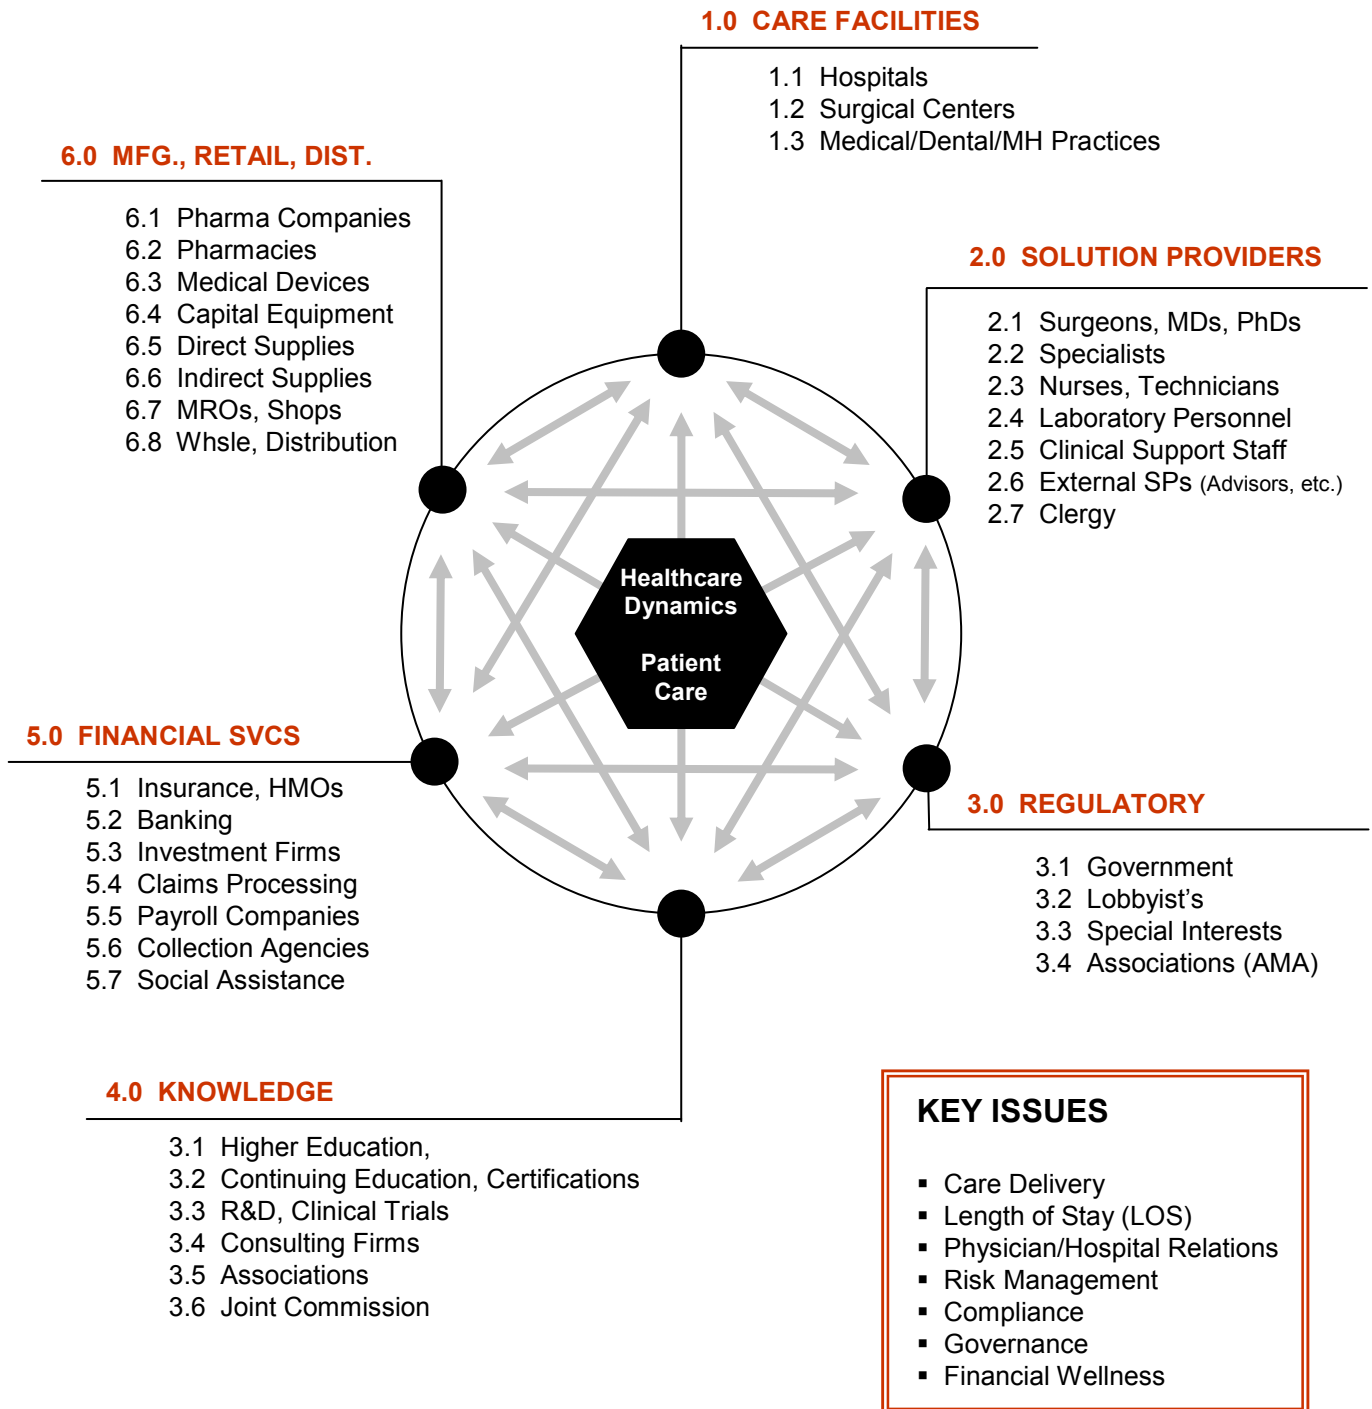 1.0 CARE FACILITIES
1.1 Hospitals
1.2 Surgical Centers
1.3 Medical/Dental/MH Practices
6.0 MFG., RETAIL, DIST.
6.1 Pharma Companies
6.2 Pharmacies
6.3 Medical Devices
6.4 Capital Equipment
6.5 Direct Supplies
6.6 Indirect Supplies
6.7 MROs, Shops
6.8 Whsle, Distribution
2.0 SOLUTION PROVIDERS
2.1 Surgeons, MDs, PhDs
2.2 Specialists
2.3 Nurses, Technicians
2.4 Laboratory Personnel
2.5 Clinical Support Staff
2.6 External SPs (Advisors, etc.)
2.7 Clergy
Healthcare
Dynamics
Patient
Care
5.0 FINANCIAL SVCS
5.1 Insurance, HMOs
5.2 Banking
5.3 Investment Firms
5.4 Claims Processing
5.5 Payroll Companies
5.6 Collection Agencies
5.7 Social Assistance
3.0 REGULATORY
3.1 Government
3.2 Lobbyist's
3.3 Special Interests
3.4 Associations (AMA)
4.0 KNOWLEDGE
3.1 Higher Education,
3.2 Continuing Education, Certifications
3.3 R&D, Clinical Trials
3.4 Consulting Firms
3.5 Associations
3.6 Joint Commission
KEY ISSUES
▪ Care Delivery
▪ Length of Stay (LOS)
▪ Physician/Hospital Relations
▪ Risk Management
▪ Compliance
▪ Governance
▪ Financial Wellness